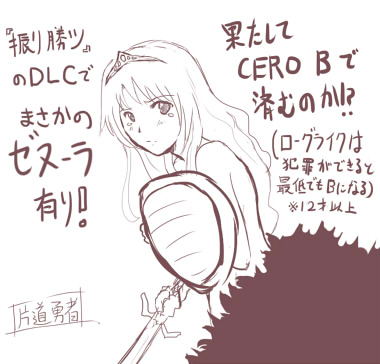 『振り勝ツ』
のDLCで
まさかの
ゼヌーラ
有り!
果たして
CERO Bで
済むのか!?
(ローグライクは
犯罪ができると
最低でもBになる)
※12才以上
片道勇者